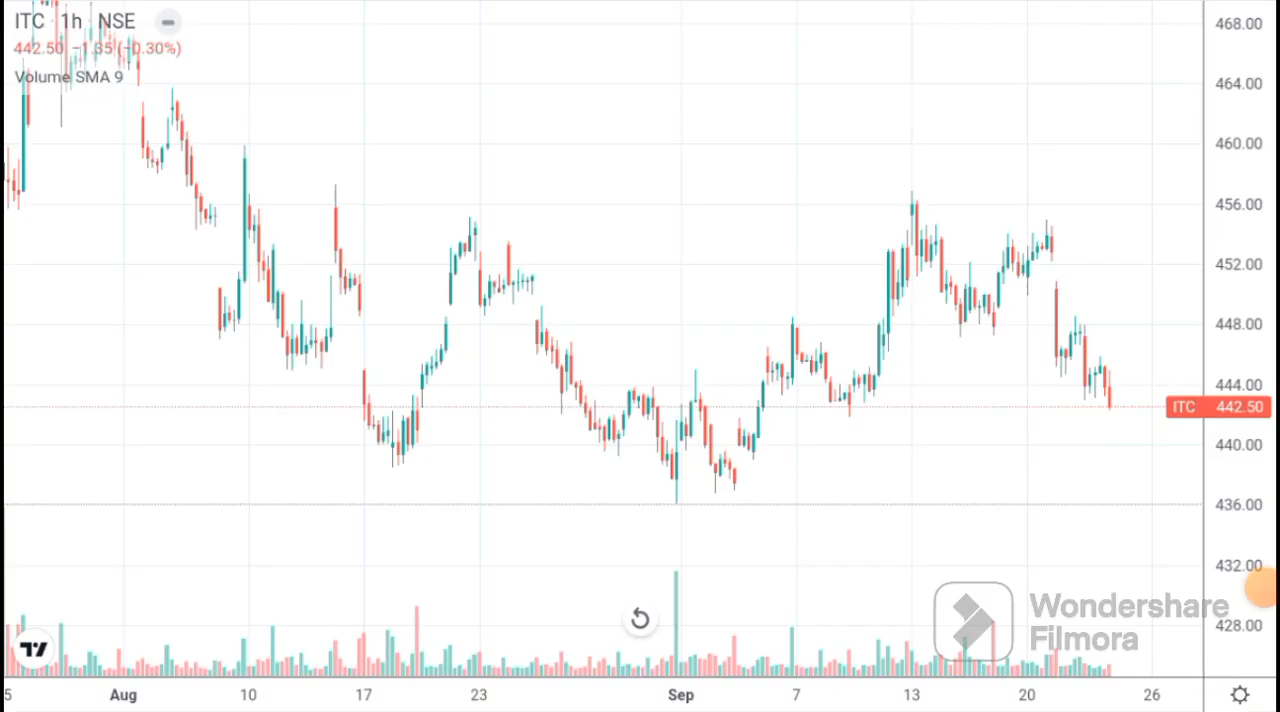 ITC · 1h · NSE
442.50 −1.35 (−0.30%)
Volume SMA 9
468.00
464.00
460.00
456.00
452.00
448.00
444.00
ITC 442.50
440.00
436.00
432.00
428.00
Wondershare
Filmora
5 Aug 10 17 23 Sep 7 13 20 26